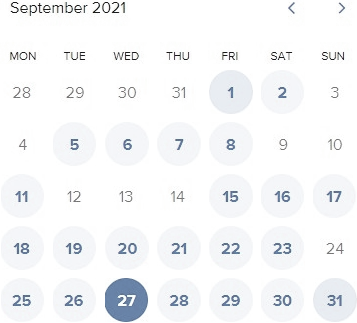 September 2021
MON TUE WED THU FRI SAT SUN
28 29 30 31 1 2 3
4 5 6 7 8 9 10
11 12 13 14 15 16 17
18 19 20 21 22 23 24
25 26 27 28 29 30 31